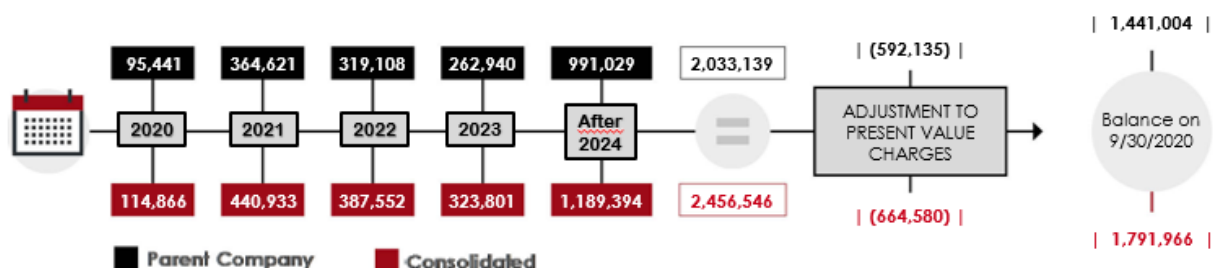 | 1,441,004 |
95,441 364,621 319,108 262,940 991,029 2,033,139 | (592,135) |
2020 2021 2022 2023 After 2024 = ADJUSTMENT TO PRESENT VALUE CHARGES Balance on 9/30/2020
114,866 440,933 387,552 323,801 1,189,394 2,456,546 | (664,580) |
| 1,791,966 |
Parent Company Consolidated